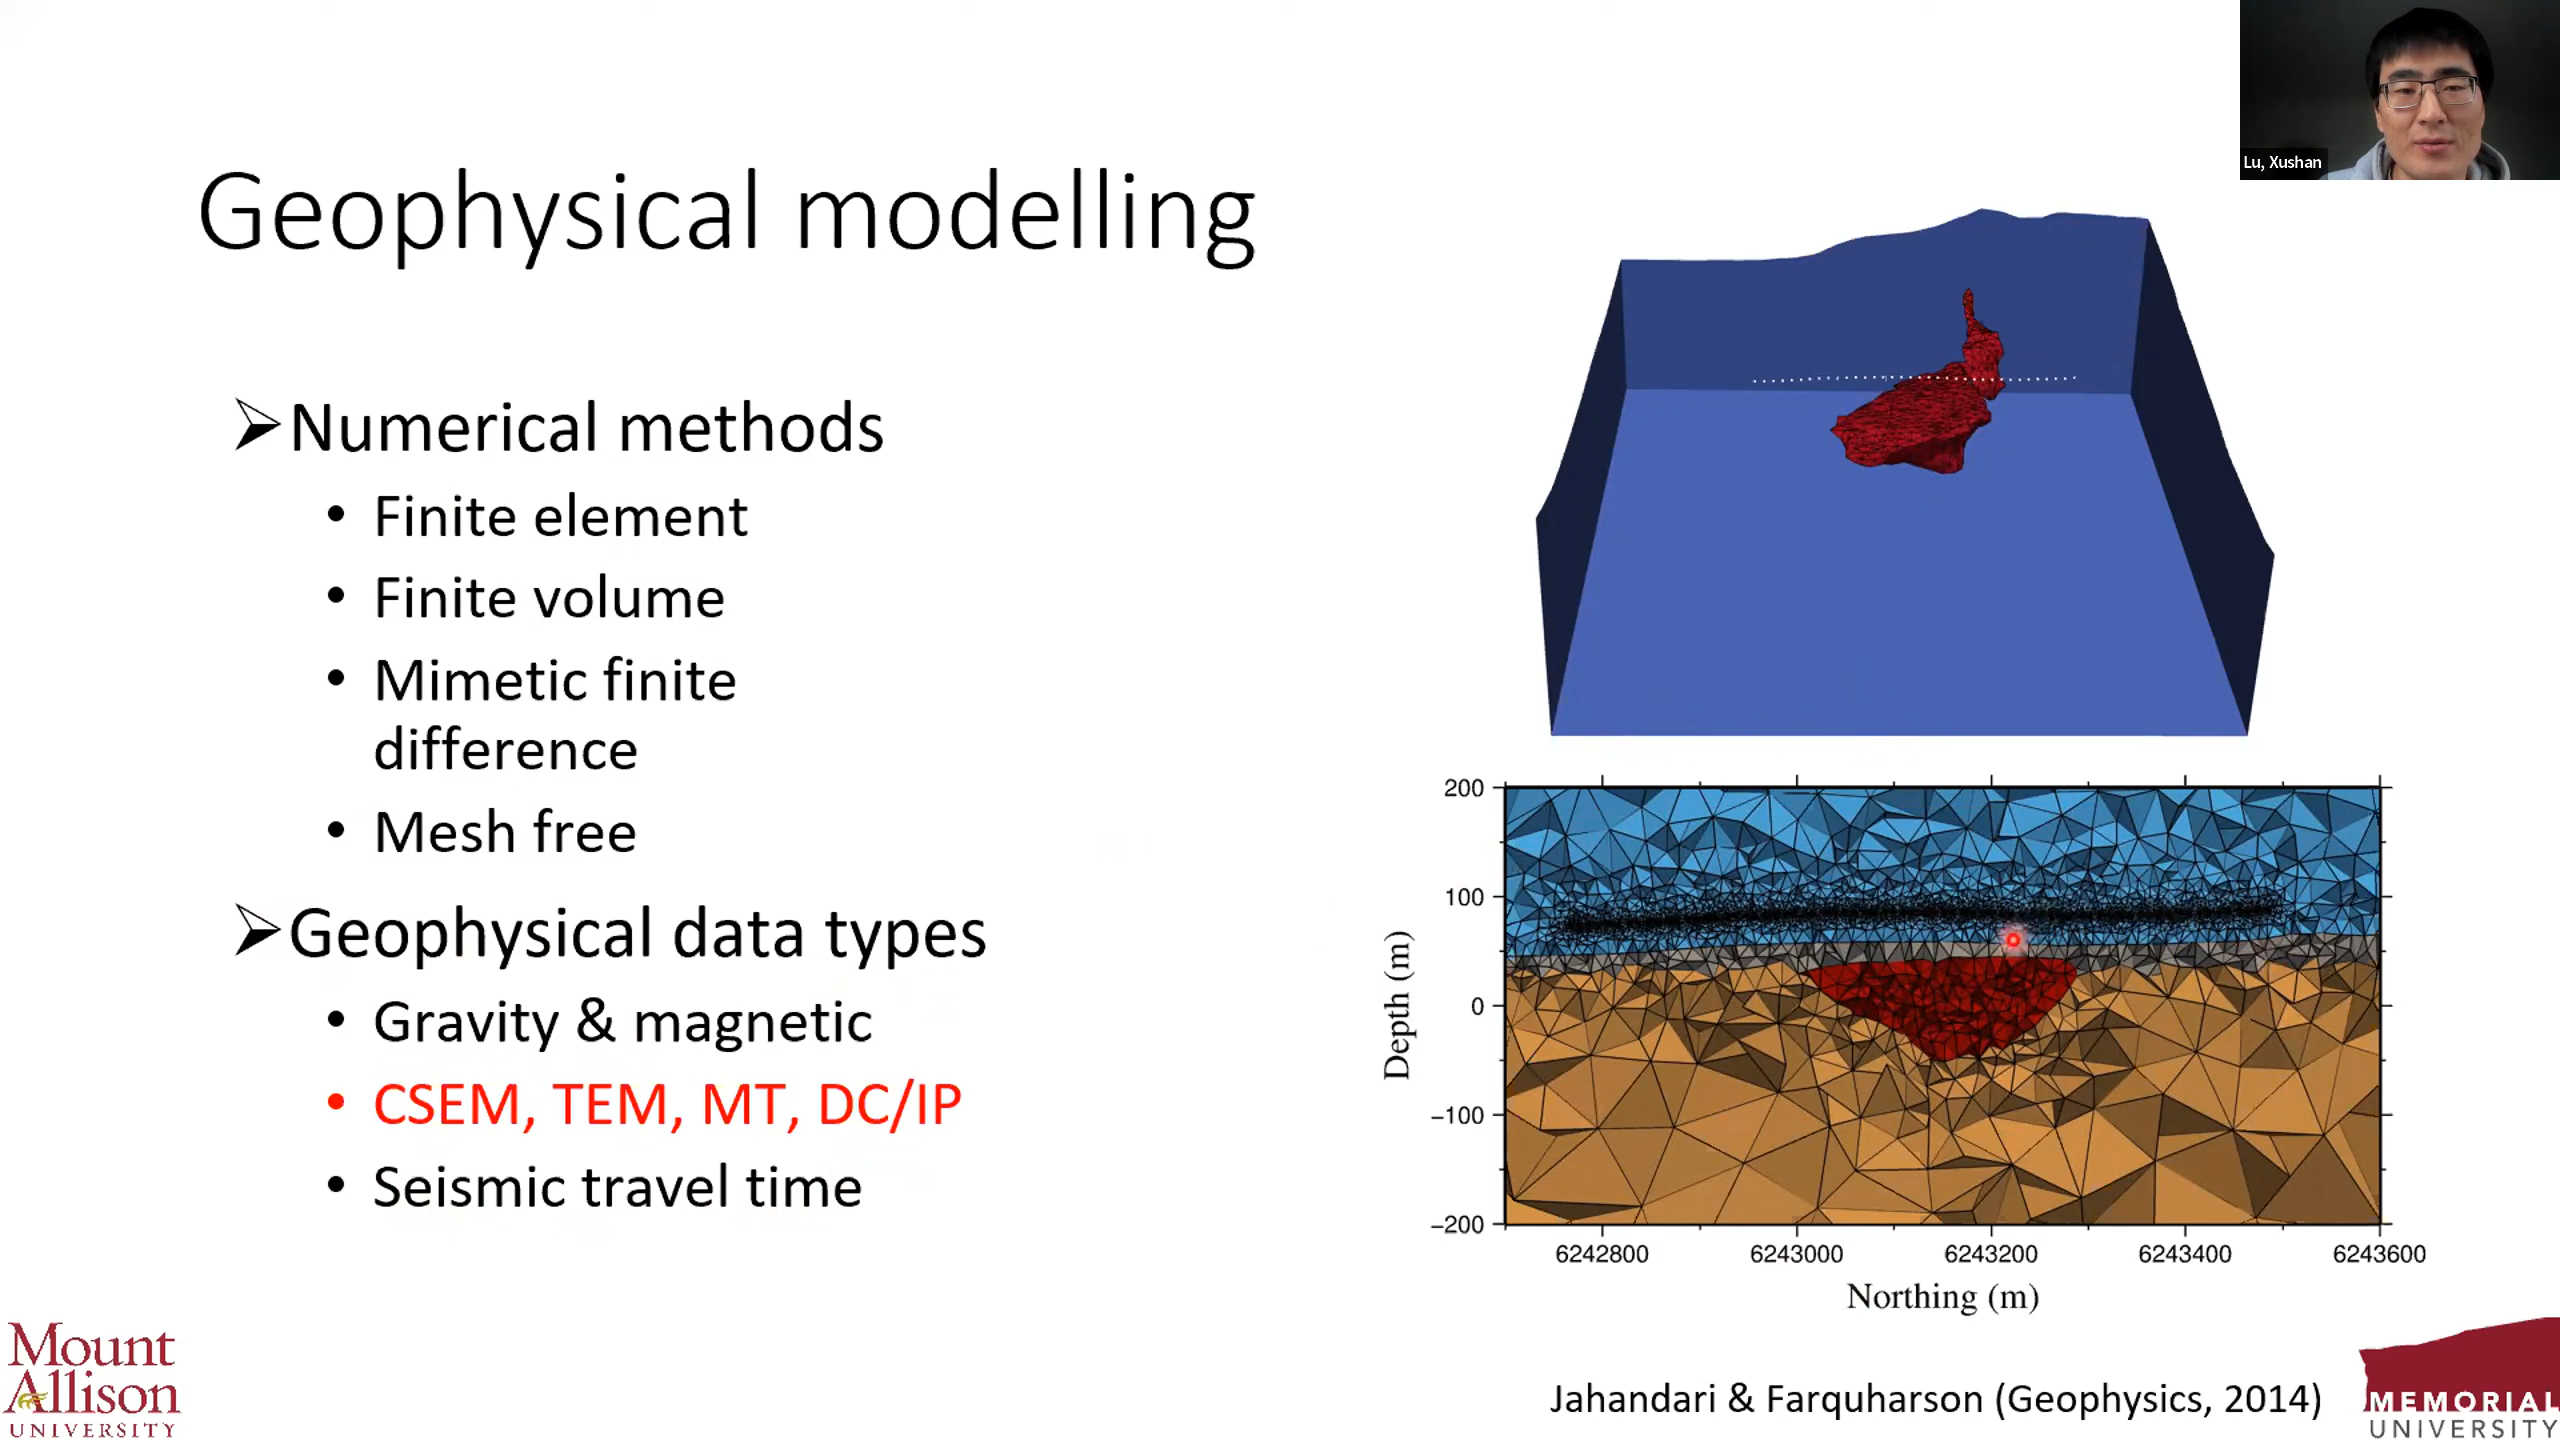 Lu, Xushan
Geophysical modelling
Numerical methods
• Finite element
• Finite volume
• Mimetic finite
difference
• Mesh free
Geophysical data types
• Gravity & magnetic
• CSEM, TEM, MT, DC/IP
• Seismic travel time
200
100
0
−100
−200
Depth (m)
6242800 6243000 6243200 6243400 6243600
Northing (m)
Jahandari & Farquharson (Geophysics, 2014)
Mount
Allison
UNIVERSITY
MEMORIAL
UNIVERSITY